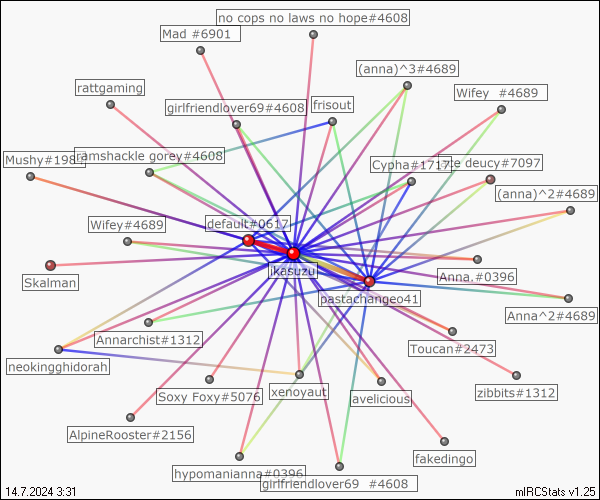 no cops no laws no hope#4608
Mad #6901
(anna)^3#4689
rattgaming
Wifey #4689
girlfriendlover69#4608
frisout
ramshackle gorey#4608
Mushy#198
Cypha#1717
deucy#7097
(anna)^2#4689
default#0617
Wifey#4689
jkasuzu
Anna,#0396
Skalman
pastachangeo41
Anna^2#4689
Annarchist#1312
Toucan#2473
neokingghidorah
xenoyaut
Soxy Foxy#5076
avelicious
zibbits#1312
AlpineRooster#2156
fakedingo
hypomanianna#0396
girlfriendlover69 #4608
14.7.2024 3:31
mIRCStats v1.25